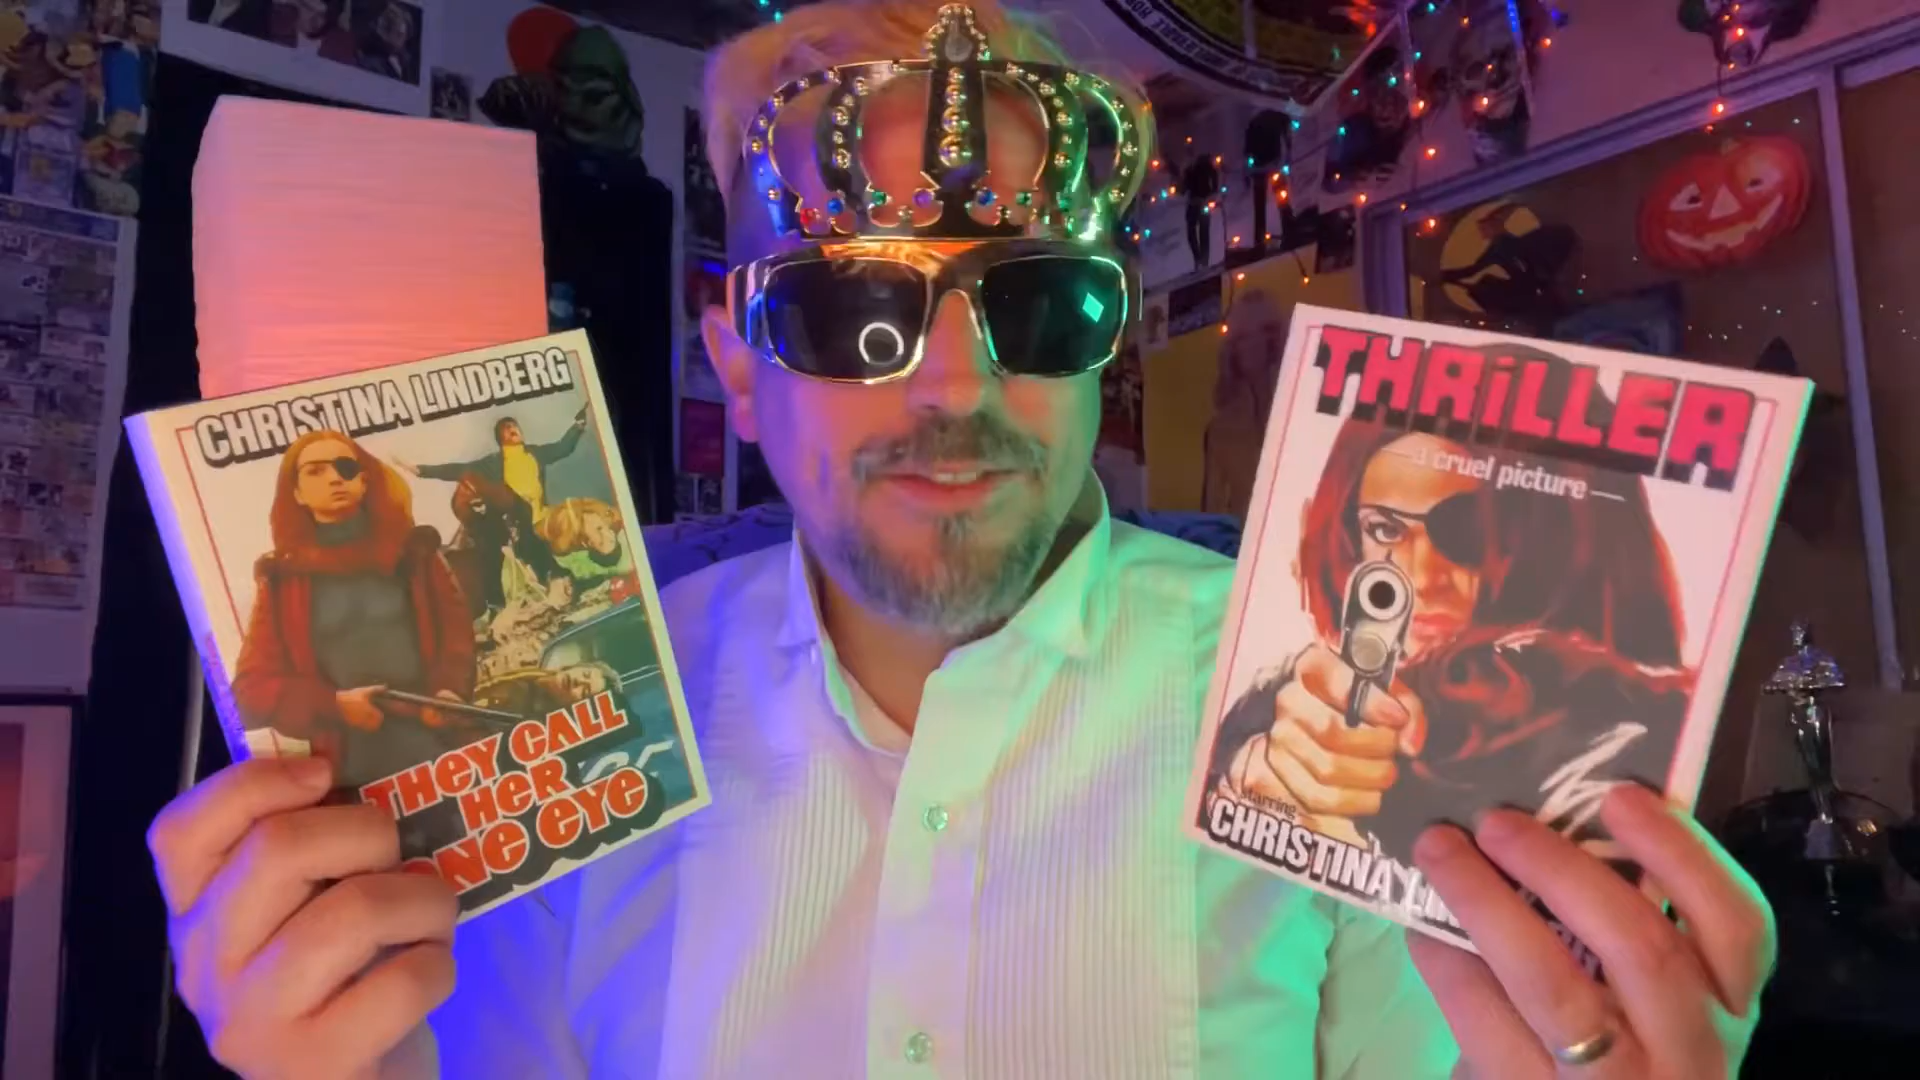 CHRISTINA LINDBERG
THEY CALL
HER
ONE EYE
THRiLLER
— a cruel picture —
starring
CHRISTINA